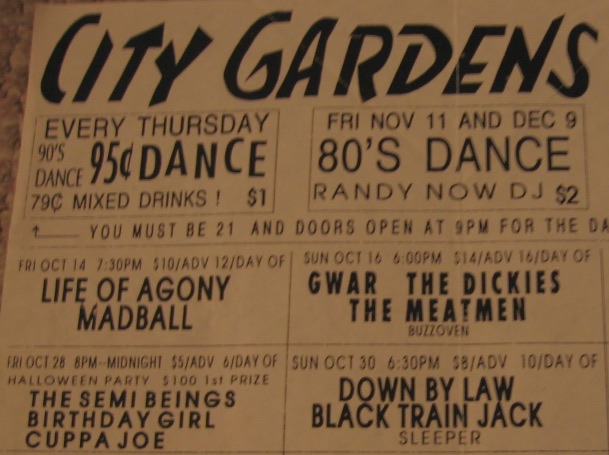 CITY GARDENS
EVERY THURSDAY
90'S DANCE 95¢ DANCE
79¢ MIXED DRINKS ! $1
FRI NOV 11 AND DEC 9
80'S DANCE
RANDY NOW DJ $2
YOU MUST BE 21 AND DOORS OPEN AT 9PM FOR THE DA
FRI OCT 14 7:30PM $10/ADV 12/DAY OF
LIFE OF AGONY
MADBALL
SUN OCT 16 6:00PM $14/ADV 16/DAY OF
GWAR THE DICKIES
THE MEATMEN
BUZZOVEN
FRI OCT 28 8PM--MIDNIGHT $5/ADV 6/DAY OF
HALLOWEEN PARTY $100 1st PRIZE
THE SEMI BEINGS
BIRTHDAY GIRL
CUPPA JOE
SUN OCT 30 6:30PM $8/ADV 10/DAY OF
DOWN BY LAW
BLACK TRAIN JACK
SLEEPER